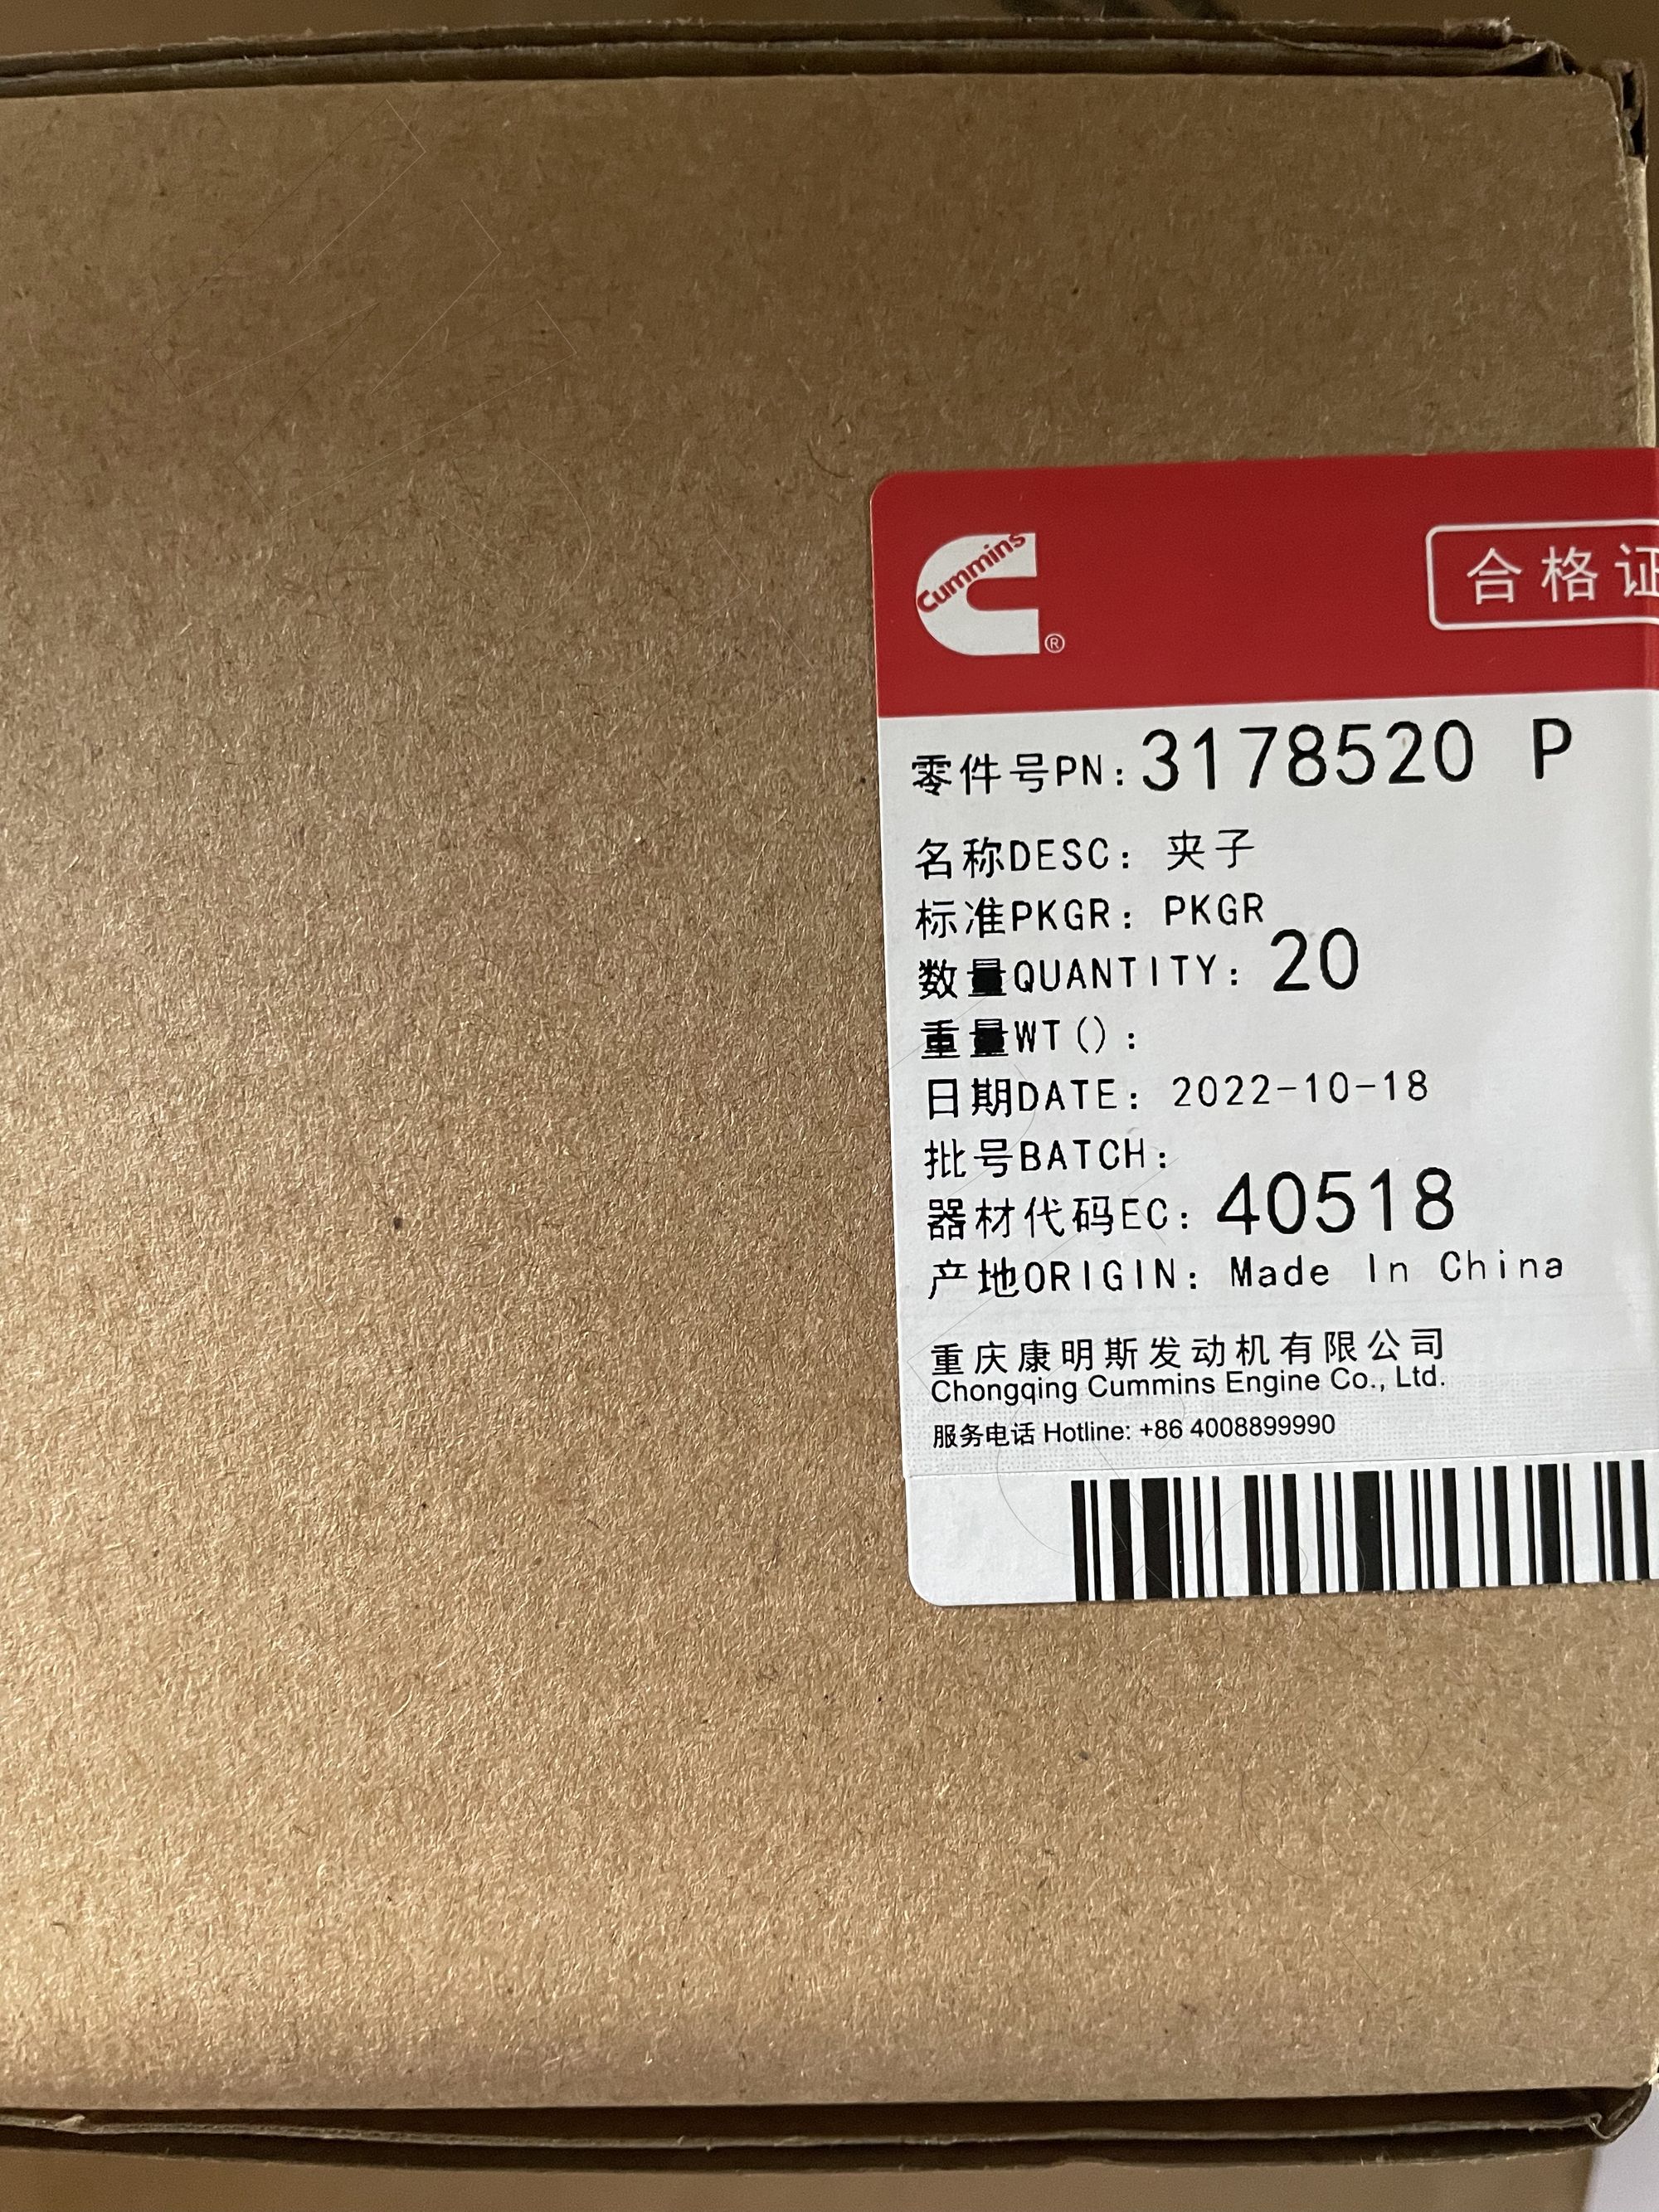 Cummins
®
合格证
零件号PN: 3178520 P
名称DESC: 夹子
标准PKGR: PKGR
数量QUANTITY: 20
重量WT():
日期DATE: 2022-10-18
批号BATCH:
器材代码EC: 40518
产地ORIGIN: Made In China
重庆康明斯发动机有限公司
Chongqing Cummins Engine Co., Ltd.
服务电话 Hotline: +86 4008899990